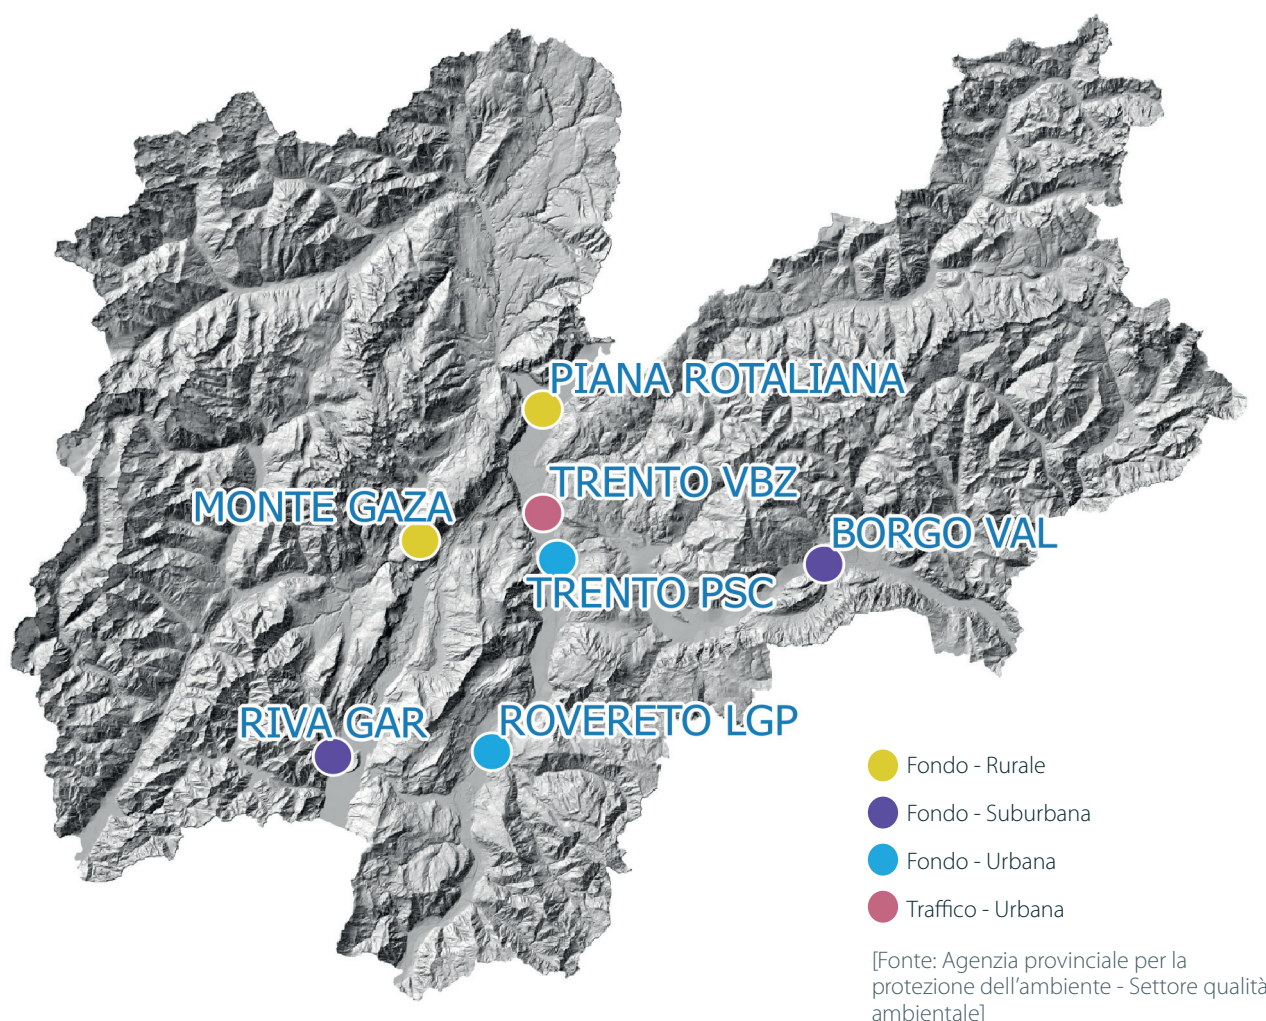 PIANA ROTALIANA
TRENTO VBZ
MONTE GAZA
BORGO VAL
TRENTO PSC
RIVA GAR
ROVERETO LGP
Fondo - Rurale
Fondo - Suburbana
Fondo - Urbana
Traffico - Urbana
[Fonte: Agenzia provinciale per la
protezione dell'ambiente - Settore qualità
ambientale]